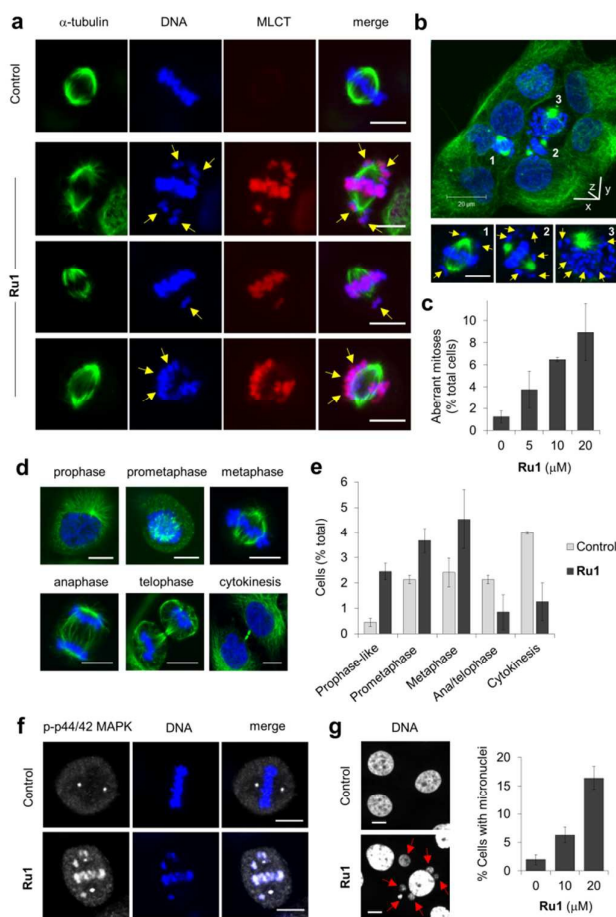 a
α-tubulin DNA MLCT merge
Control
Ru1
b
3
1
2
20 µm
z
y
x
1 2 3
c
Aberrant mitoses
(% total cells)
10
8
6
4
2
0
0 5 10 20
Ru1 (µM)
d
prophase prometaphase metaphase
anaphase telophase cytokinesis
e
Cells (% total)
6
5
4
3
2
1
0
Control
Ru1
Prophase-like
Prometaphase
Metaphase
Ana/telophase
Cytokinesis
f
p-p44/42 MAPK DNA merge
Control
Ru1
g
DNA
Control
Ru1
% Cells with micronuclei
20
15
10
5
0
0 10 20
Ru1 (µM)